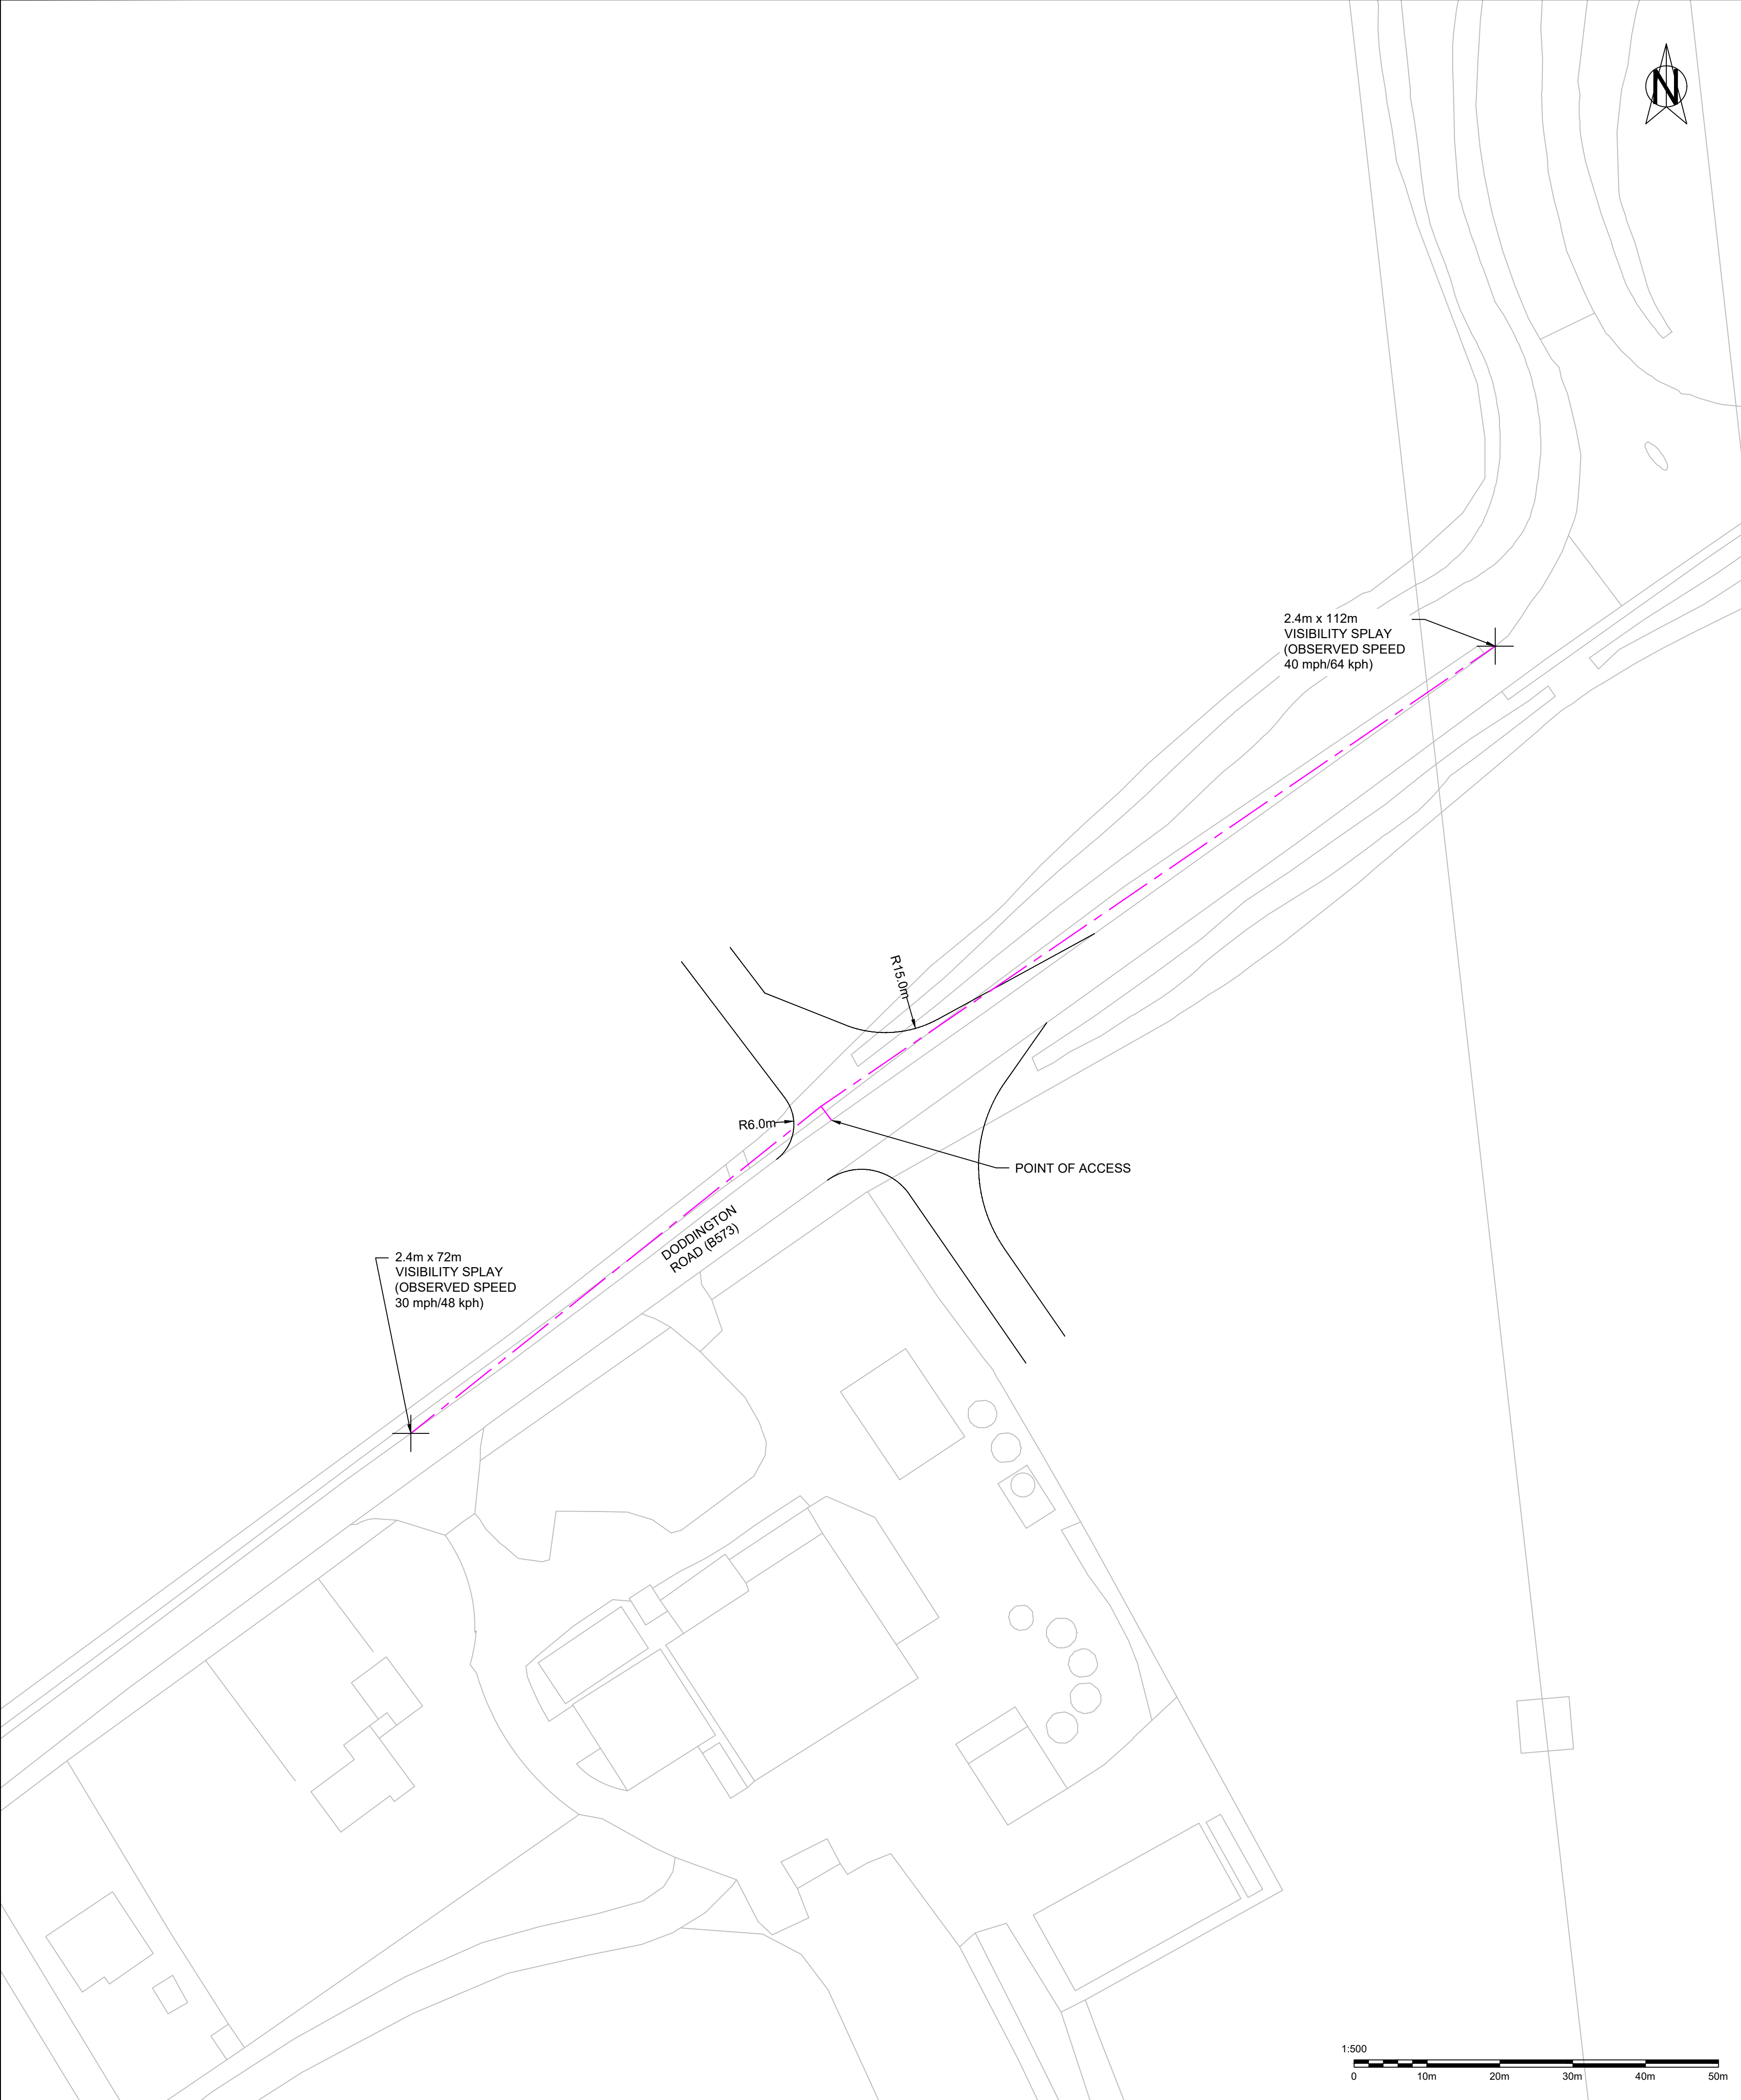 N
2.4m x 112m
VISIBILITY SPLAY
(OBSERVED SPEED
40 mph/64 kph)
R15.0m
R6.0m
POINT OF ACCESS
DODDINGTON
ROAD (B573)
2.4m x 72m
VISIBILITY SPLAY
(OBSERVED SPEED
30 mph/48 kph)
1:500
0 10m 20m 30m 40m 50m